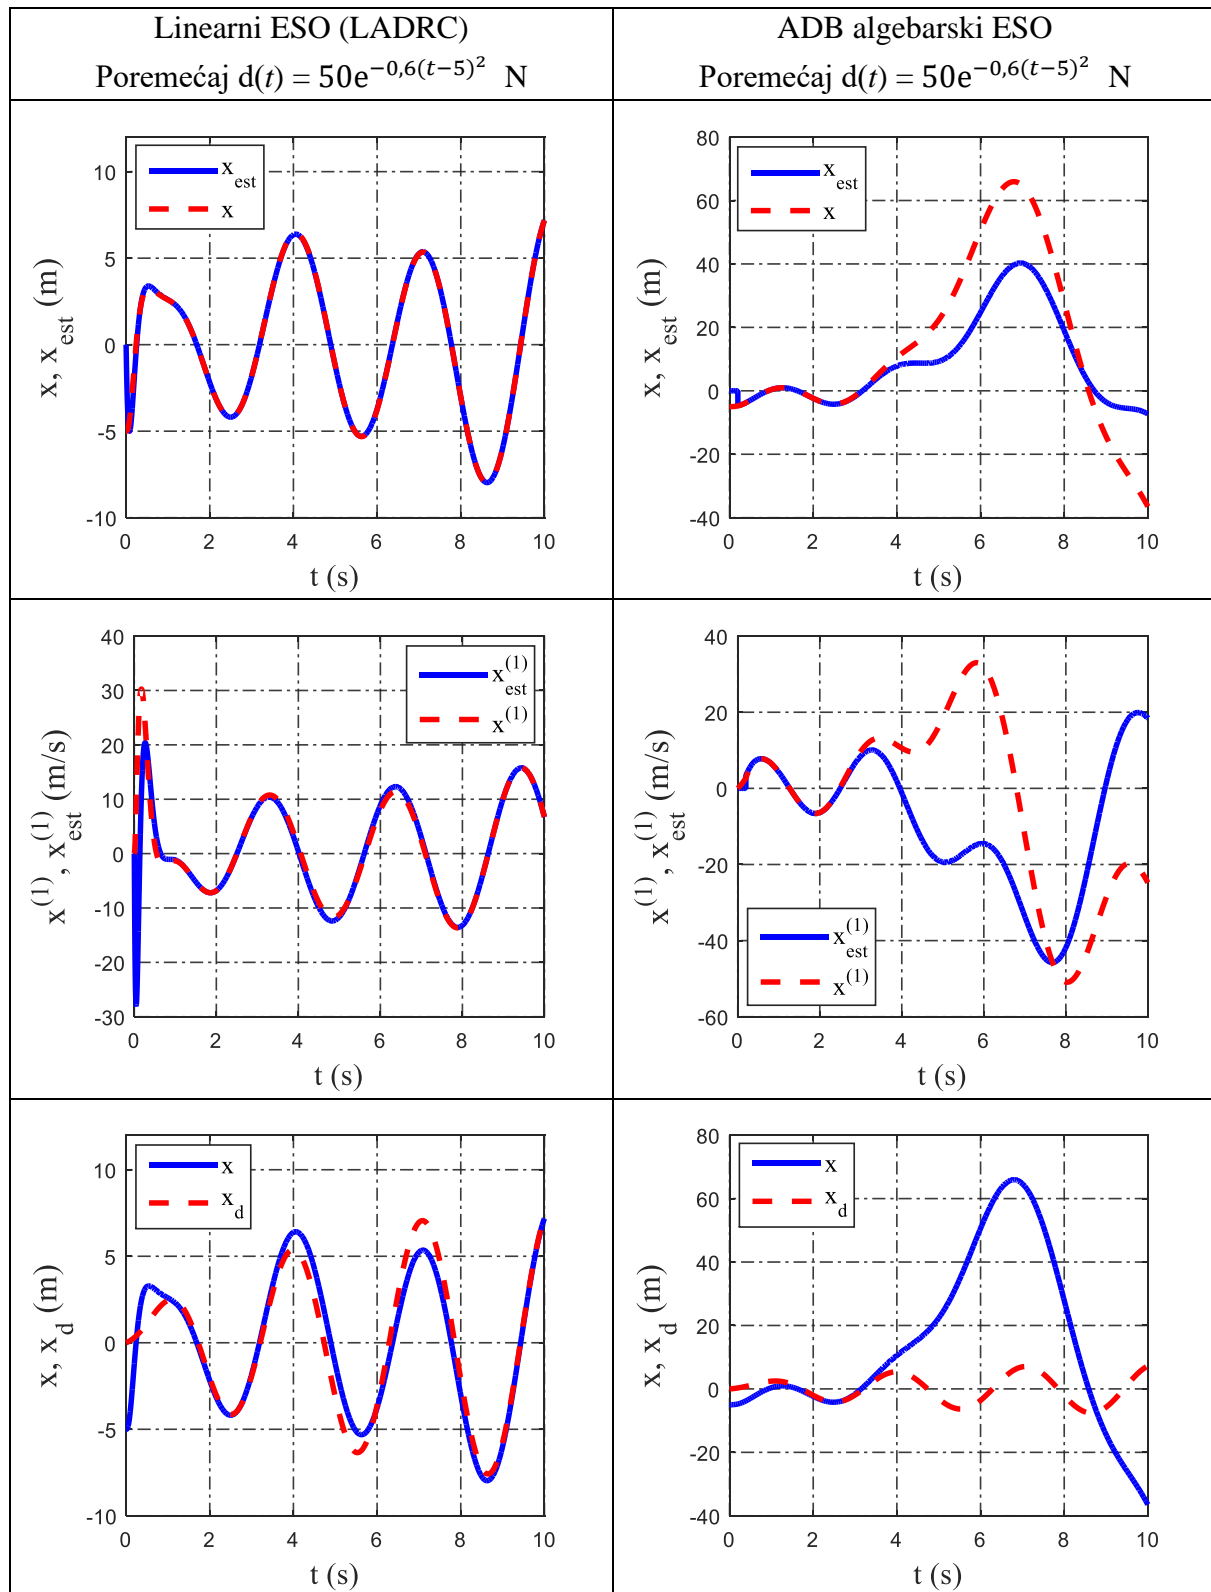 Linearni ESO (LADRC)
Poremećaj d(t) = 50e^{−0,6(t−5)^2} N
ADB algebarski ESO
Poremećaj d(t) = 50e^{−0,6(t−5)^2} N
x_est
x
10
5
0
-5
-10
0 2 4 6 8 10
x, x_est (m)
t (s)
x_est
x
80
60
40
20
0
-20
-40
0 2 4 6 8 10
x, x_est (m)
t (s)
x_est^(1)
x^(1)
40
30
20
10
0
-10
-20
-30
0 2 4 6 8 10
x^(1), x_est^(1) (m/s)
t (s)
x_est^(1)
x^(1)
40
20
0
-20
-40
-60
0 2 4 6 8 10
x^(1), x_est^(1) (m/s)
t (s)
x
x_d
10
5
0
-5
-10
0 2 4 6 8 10
x, x_d (m)
t (s)
x
x_d
80
60
40
20
0
-20
-40
0 2 4 6 8 10
x, x_d (m)
t (s)